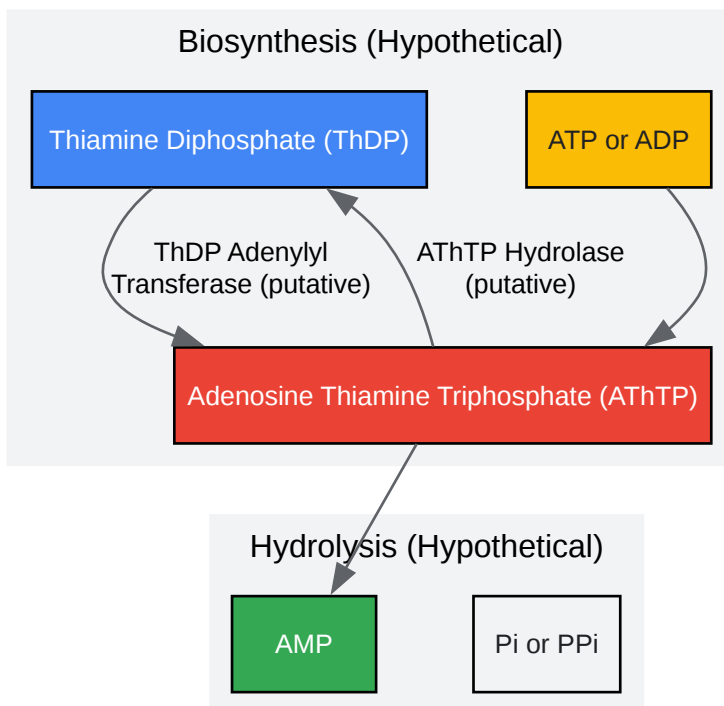 Biosynthesis (Hypothetical)
Thiamine Diphosphate (ThDP)
ATP or ADP
ThDP Adenylyl
Transferase (putative)
AThTP Hydrolase
(putative)
Adenosine Thiamine Triphosphate (AThTP)
Hydrolysis (Hypothetical)
AMP
Pi or PPi